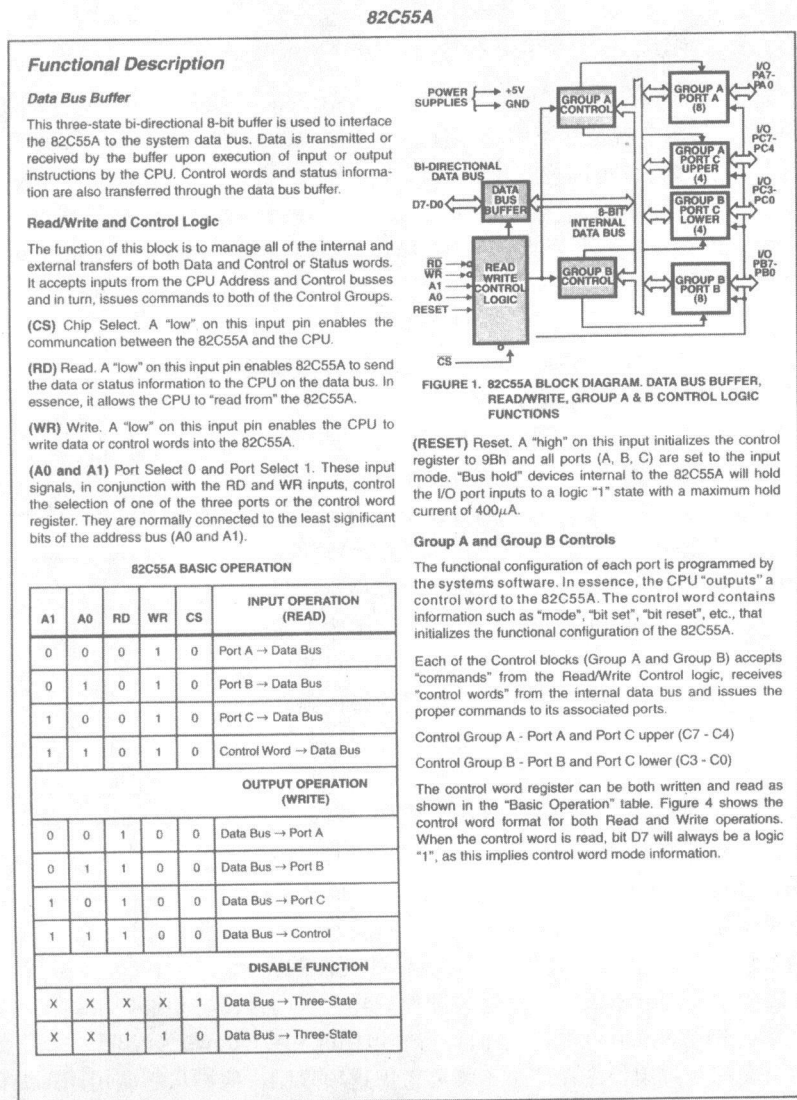 82C55A
Functional Description
Data Bus Buffer
This three-state bi-directional 8-bit buffer is used to interface
the 82C55A to the system data bus. Data is transmitted or
received by the buffer upon execution of input or output
instructions by the CPU. Control words and status informa-
tion are also transferred through the data bus buffer.
Read/Write and Control Logic
The function of this block is to manage all of the internal and
external transfers of both Data and Control or Status words.
It accepts inputs from the CPU Address and Control busses
and in turn, issues commands to both of the Control Groups.
(CS) Chip Select. A "low" on this input pin enables the
communcation between the 82C55A and the CPU.
(RD) Read. A "low" on this input pin enables 82C55A to send
the data or status information to the CPU on the data bus. In
essence, it allows the CPU to "read from" the 82C55A.
(WR) Write. A "low" on this input pin enables the CPU to
write data or control words into the 82C55A.
(A0 and A1) Port Select 0 and Port Select 1. These input
signals, in conjunction with the RD and WR inputs, control
the selection of one of the three ports or the control word
register. They are normally connected to the least significant
bits of the address bus (A0 and A1).
82C55A BASIC OPERATION
A1 A0 RD WR CS INPUT OPERATION
(READ)
0 0 0 1 0 Port A → Data Bus
0 1 0 1 0 Port B → Data Bus
1 0 0 1 0 Port C → Data Bus
1 1 0 1 0 Control Word → Data Bus
OUTPUT OPERATION
(WRITE)
0 0 1 0 0 Data Bus → Port A
0 1 1 0 0 Data Bus → Port B
1 0 1 0 0 Data Bus → Port C
1 1 1 0 0 Data Bus → Control
DISABLE FUNCTION
X X X X 1 Data Bus → Three-State
X X 1 1 0 Data Bus → Three-State
POWER
SUPPLIES
+5V
GND
GROUP A
CONTROL
GROUP A
PORT A
(8)
I/O
PA7-
PA0
GROUP A
PORT C
UPPER
(4)
I/O
PC7-
PC4
BI-DIRECTIONAL
DATA BUS
D7-D0
DATA
BUS
BUFFER
8-BIT
INTERNAL
DATA BUS
GROUP B
PORT C
LOWER
(4)
I/O
PC3-
PC0
RD
WR
A1
A0
RESET
READ
WRITE
CONTROL
LOGIC
GROUP B
CONTROL
GROUP B
PORT B
(8)
I/O
PB7-
PB0
CS
FIGURE 1. 82C55A BLOCK DIAGRAM. DATA BUS BUFFER,
READ/WRITE, GROUP A & B CONTROL LOGIC
FUNCTIONS
(RESET) Reset. A "high" on this input initializes the control
register to 9Bh and all ports (A, B, C) are set to the input
mode. "Bus hold" devices internal to the 82C55A will hold
the I/O port inputs to a logic "1" state with a maximum hold
current of 400µA.
Group A and Group B Controls
The functional configuration of each port is programmed by
the systems software. In essence, the CPU "outputs" a
control word to the 82C55A. The control word contains
information such as "mode", "bit set", "bit reset", etc., that
initializes the functional configuration of the 82C55A.
Each of the Control blocks (Group A and Group B) accepts
"commands" from the Read/Write Control logic, receives
"control words" from the internal data bus and issues the
proper commands to its associated ports.
Control Group A - Port A and Port C upper (C7 - C4)
Control Group B - Port B and Port C lower (C3 - C0)
The control word register can be both written and read as
shown in the "Basic Operation" table. Figure 4 shows the
control word format for both Read and Write operations.
When the control word is read, bit D7 will always be a logic
"1", as this implies control word mode information.